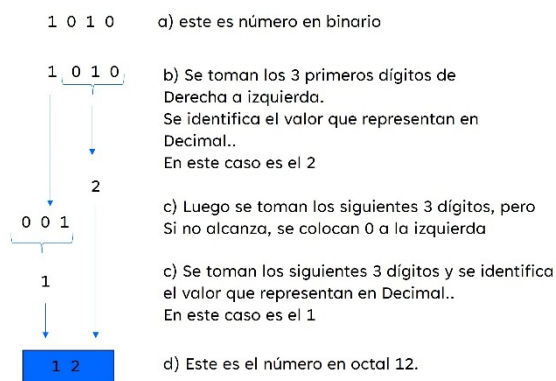 1 0 1 0 a) este es número en binario
1 0 1 0 b) Se toman los 3 primeros dígitos de
Derecha a izquierda.
Se identifica el valor que representan en
Decimal..
En este caso es el 2
2
c) Luego se toman los siguientes 3 dígitos, pero
0 0 1 Si no alcanza, se colocan 0 a la izquierda
c) Se toman los siguientes 3 dígitos y se identifica
1 el valor que representan en Decimal..
En este caso es el 1
1 2 d) Este es el número en octal 12.